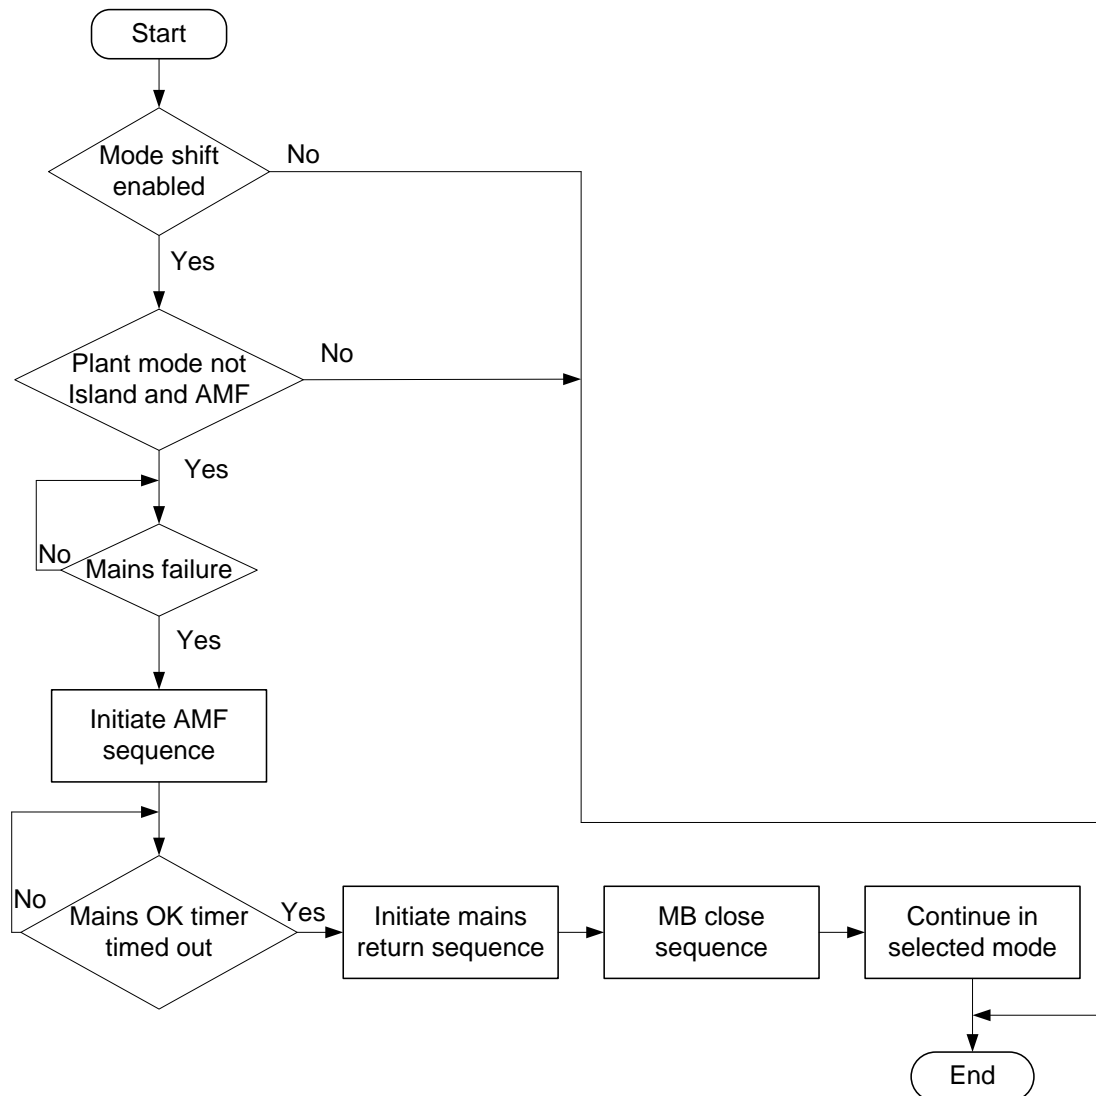 Start
Mode shift
enabled
No
Yes
Plant mode not
Island and AMF
No
Yes
No
Mains failure
Yes
Initiate AMF
sequence
No
Mains OK timer
timed out
Yes
Initiate mains
return sequence
MB close
sequence
Continue in
selected mode
End